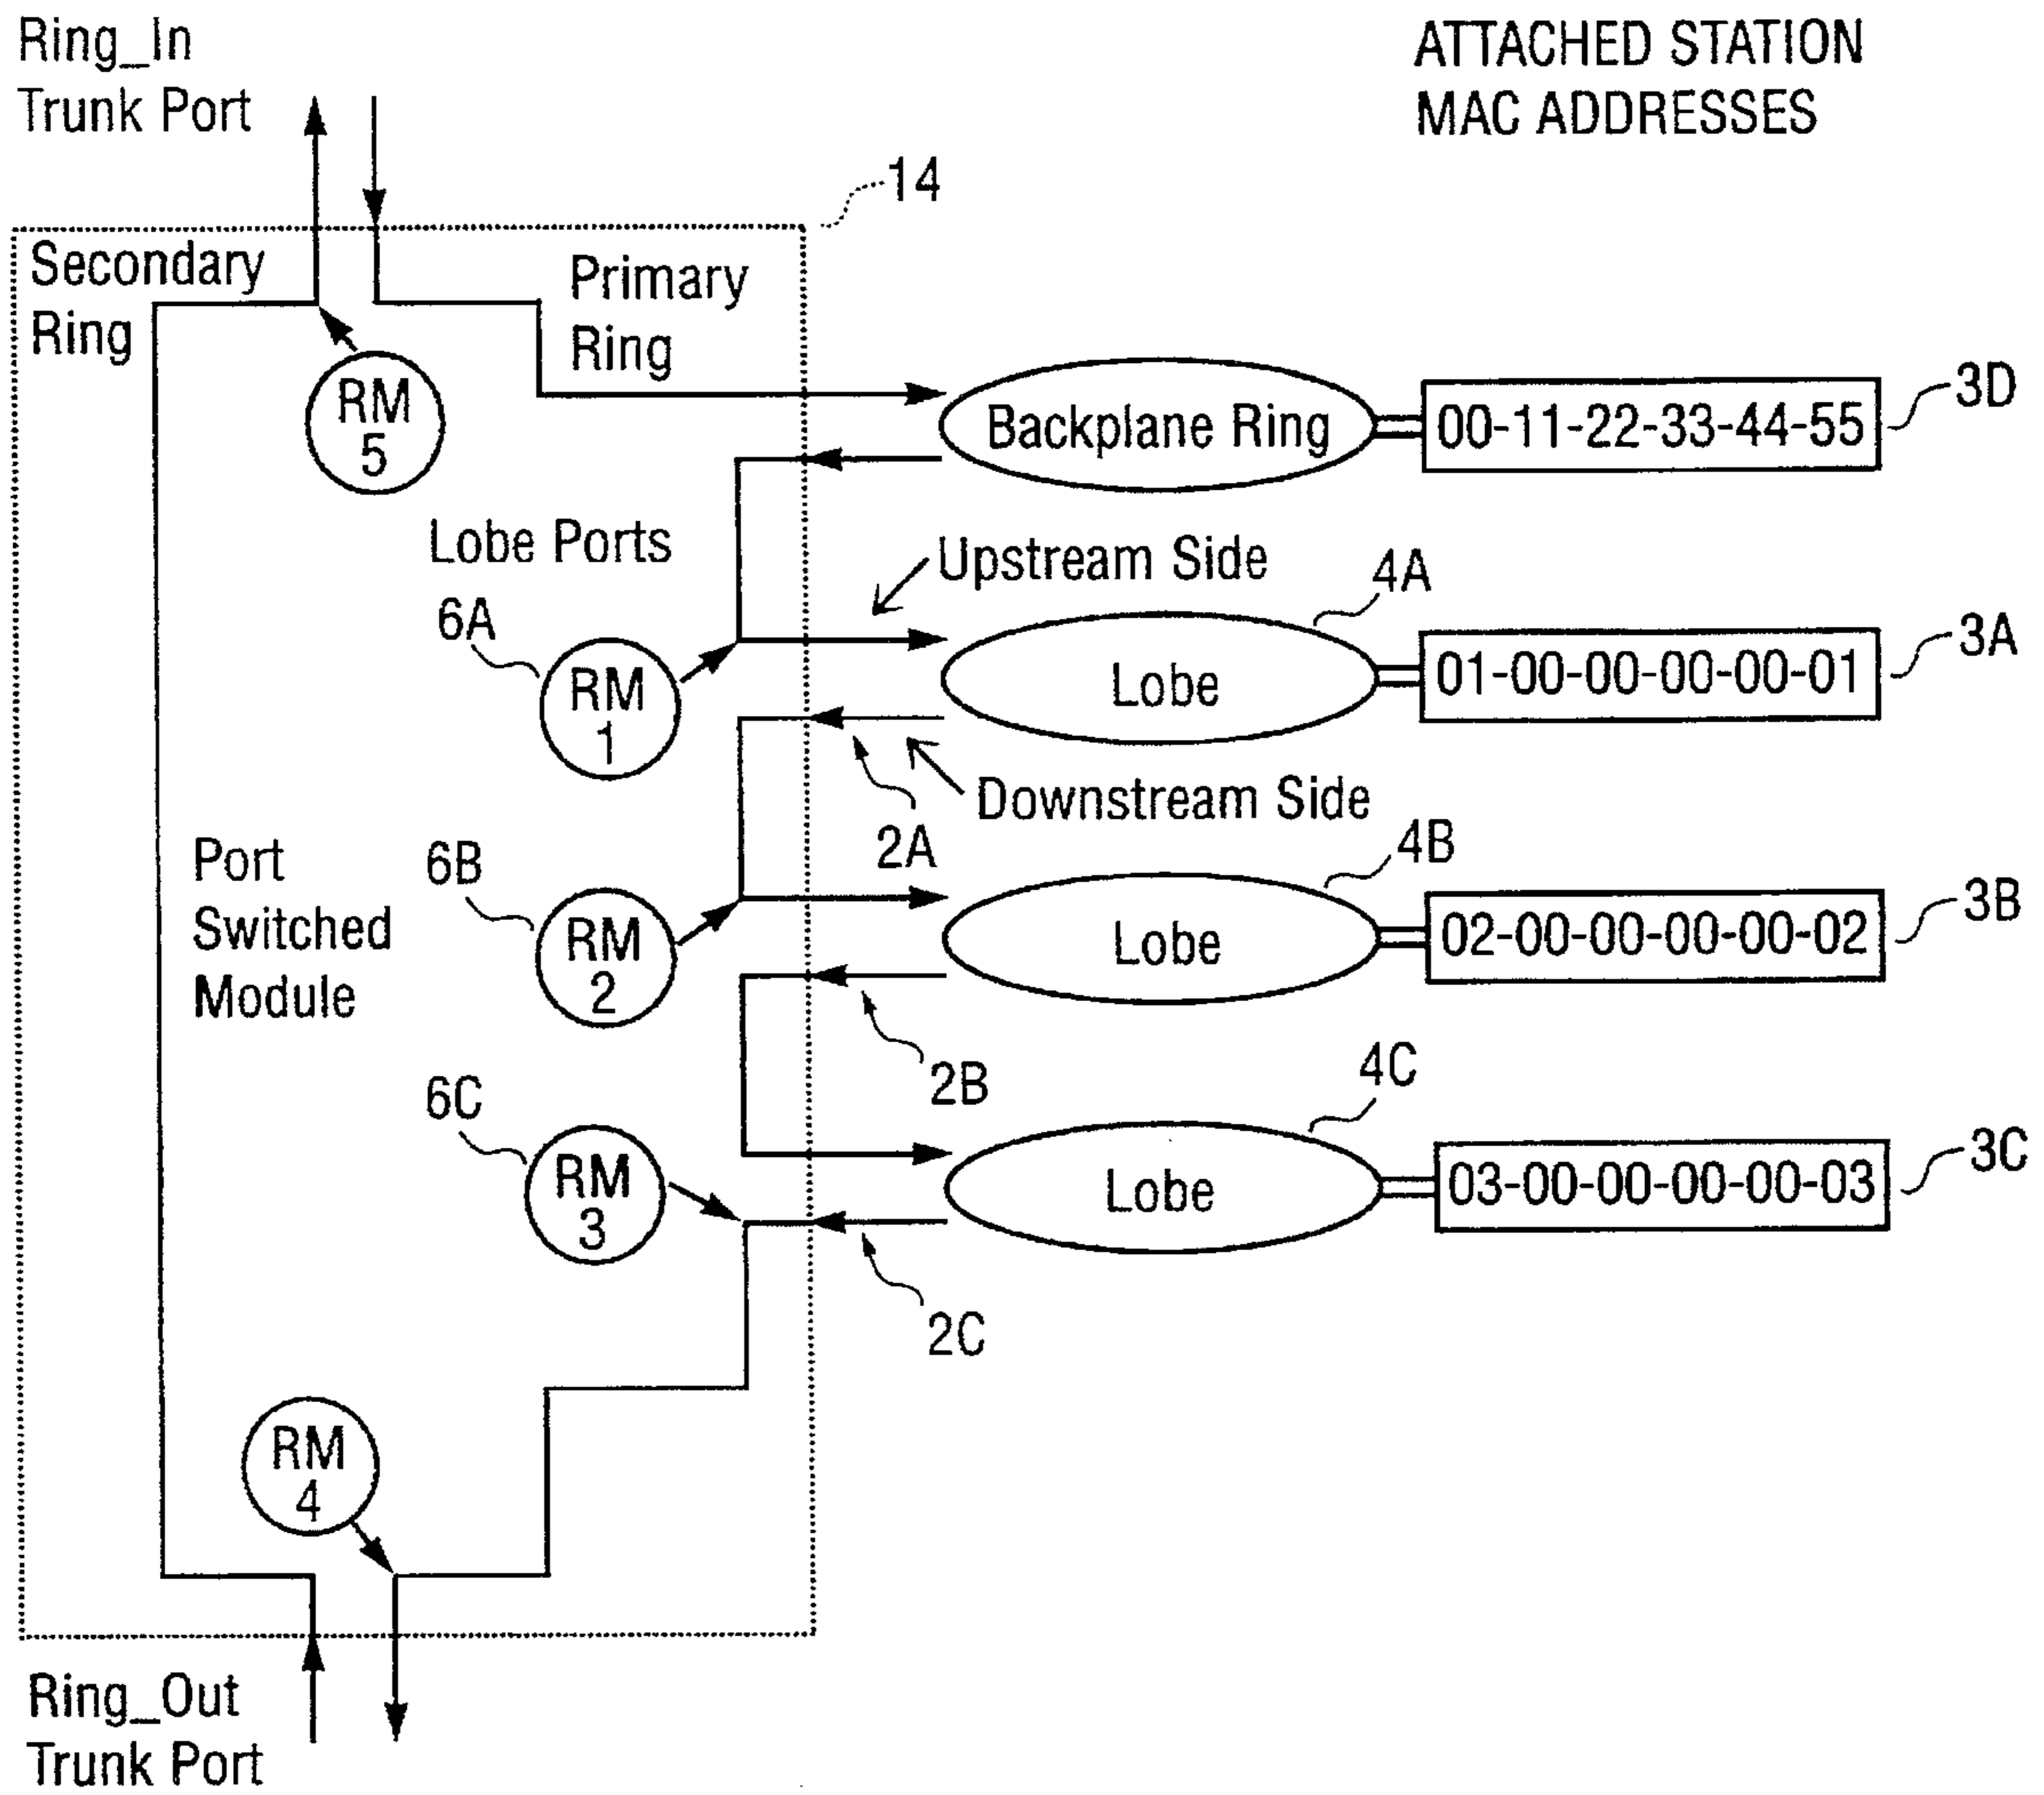 Ring_In
Trunk Port
ATTACHED STATION
MAC ADDRESSES
14
Secondary
Ring
Primary
Ring
RM
5
Backplane Ring
00-11-22-33-44-55
3D
Lobe Ports
Upstream Side
4A
6A
RM
1
Lobe
01-00-00-00-00-01
3A
Downstream Side
2A
Port
Switched
Module
6B
RM
2
4B
Lobe
02-00-00-00-00-02
3B
2B
6C
RM
3
4C
Lobe
03-00-00-00-00-03
3C
2C
RM
4
Ring_Out
Trunk Port